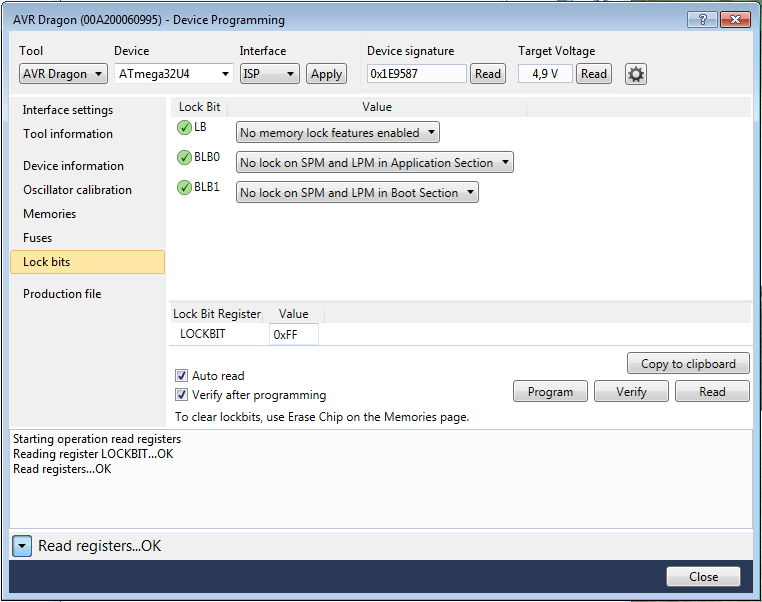 AVR Dragon (00A200060995) - Device Programming
Tool Device Interface Device signature Target Voltage
AVR Dragon ATmega32U4 ISP Apply 0x1E9587 Read 4,9 V Read
Interface settings
Tool information
Device information
Oscillator calibration
Memories
Fuses
Lock bits
Production file
Lock Bit Value
LB No memory lock features enabled
BLB0 No lock on SPM and LPM in Application Section
BLB1 No lock on SPM and LPM in Boot Section
Lock Bit Register Value
LOCKBIT 0xFF
Copy to clipboard
Auto read
Verify after programming
Program Verify Read
To clear lockbits, use Erase Chip on the Memories page.
Starting operation read registers
Reading register LOCKBIT...OK
Read registers...OK
Read registers...OK
Close